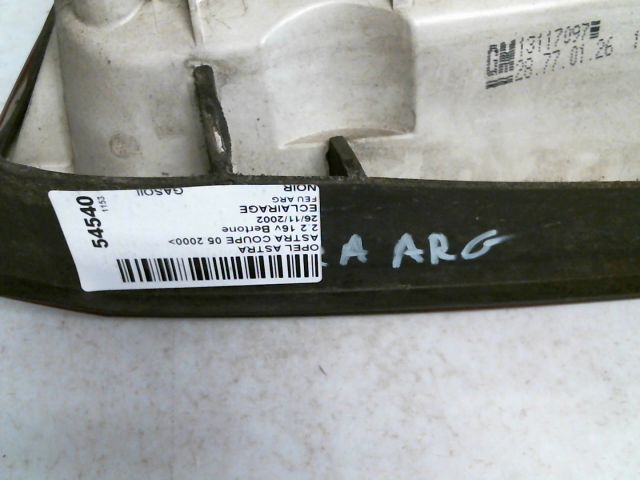 GM 13117097
28.77.01.26
54540
1153
OPEL ASTRA
ASTRA COUPE 05 2000>
2.2 16v Bertone
26/11/2002
ECLAIRAGE
FEU ARG
NOIR
GASOIL
RA ARG